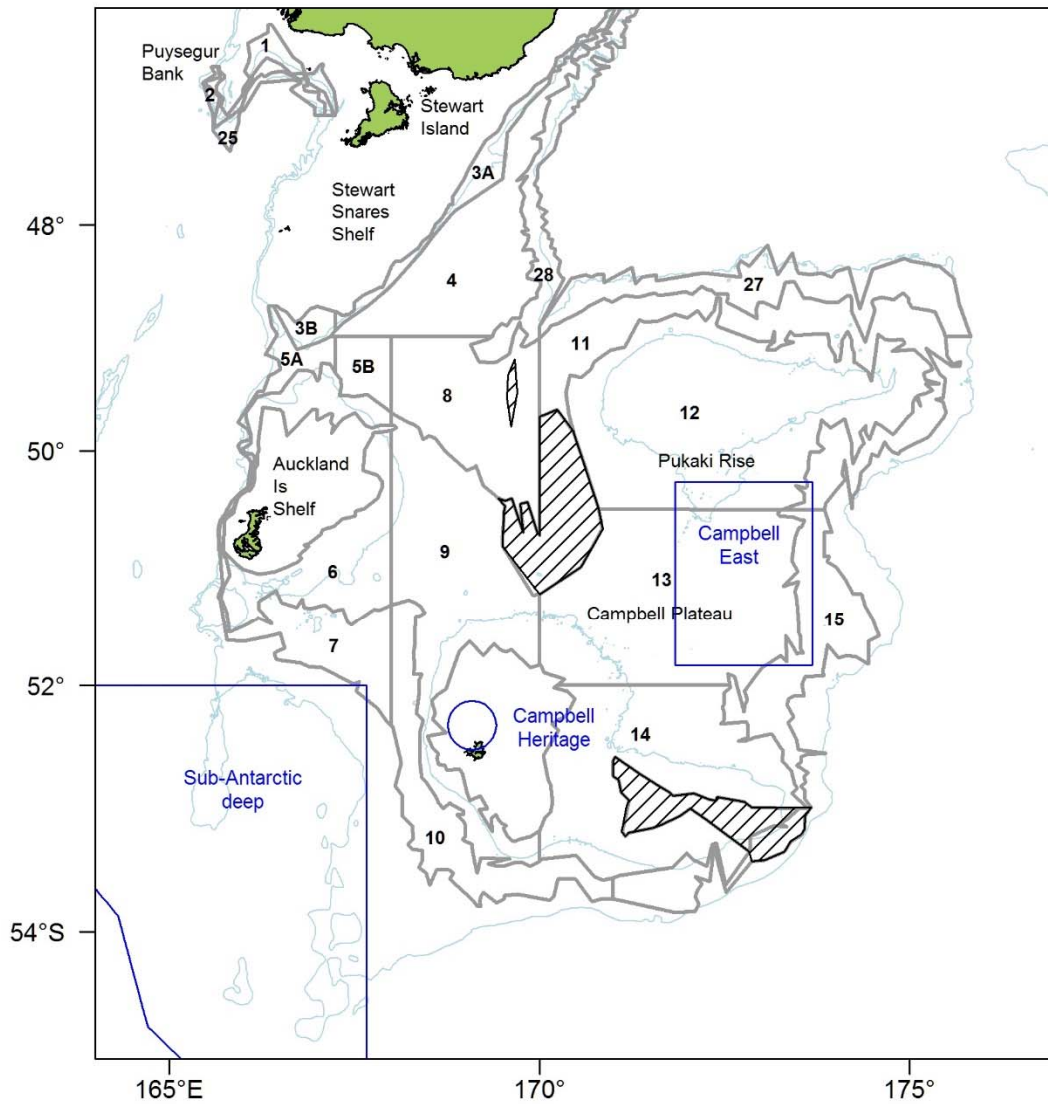 Puysegur
Bank
1
2
25
Stewart
Island
3A
Stewart
Snares
Shelf
48°
4
28
27
3B
5A
5B
11
8
12
50°
Auckland
Is
Shelf
Pukaki Rise
Campbell
East
9
6
13
Campbell Plateau
15
7
52°
Campbell
Heritage
14
Sub-Antarctic
deep
10
54°S
165°E
170°
175°